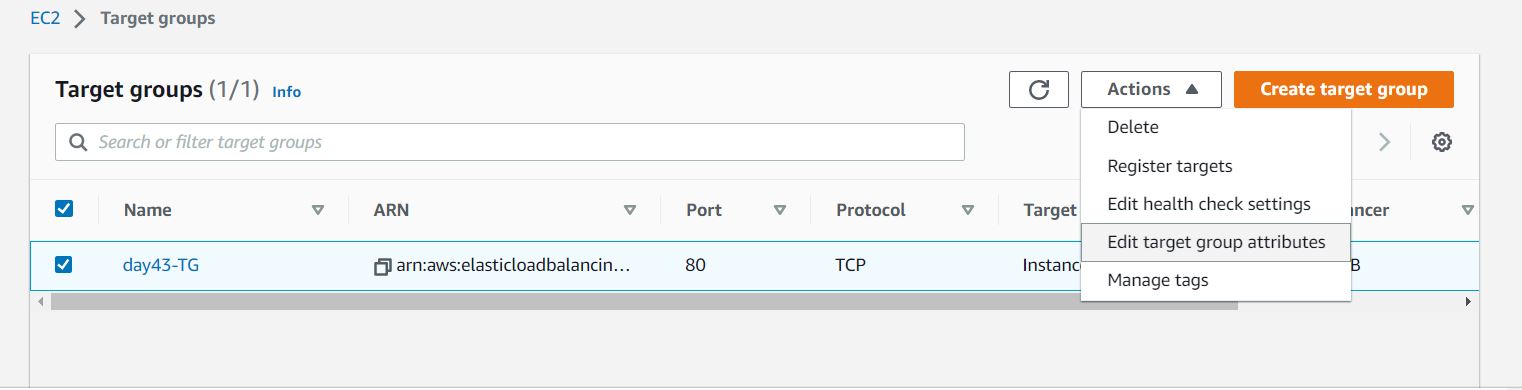 EC2 > Target groups
Target groups (1/1) Info
Actions
Create target group
Search or filter target groups
Delete
Register targets
Edit health check settings
Edit target group attributes
Manage tags
Name ARN Port Protocol Target
day43-TG arn:aws:elasticloadbalancin... 80 TCP